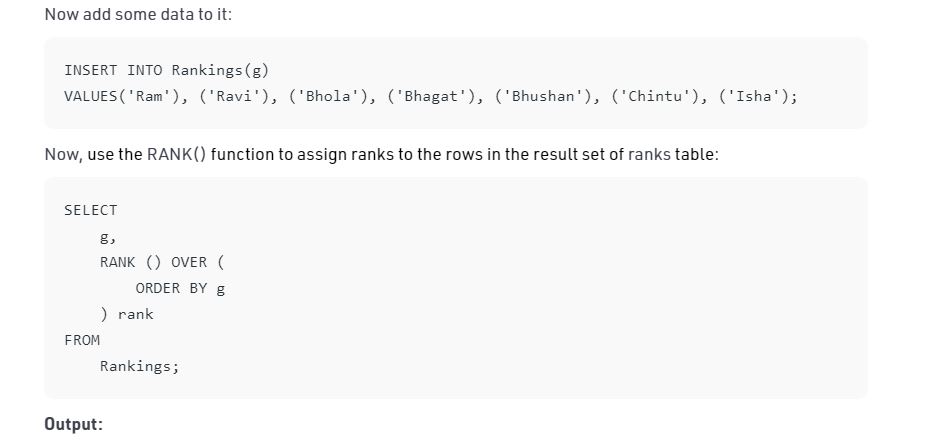 Now add some data to it:
INSERT INTO Rankings(g)
VALUES('Ram'), ('Ravi'), ('Bhola'), ('Bhagat'), ('Bhushan'), ('Chintu'), ('Isha');
Now, use the RANK() function to assign ranks to the rows in the result set of ranks table:
SELECT
    g,
    RANK () OVER (
        ORDER BY g
    ) rank
FROM
    Rankings;
Output: